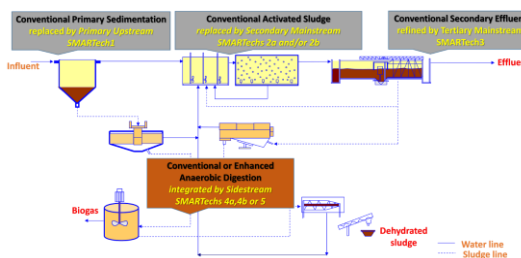 Conventional Primary Sedimentation
replaced by Primary Upstream
SMARTech1
Conventional Activated Sludge
replaced by Secondary Mainstream
SMARTechs 2a and/or 2b
Conventional Secondary Effluent
refined by Tertiary Mainstream
SMARTech3
Influent
Efflue
Conventional or Enhanced
Anaerobic Digestion
integrated by Sidestream
SMARTechs 4a,4b or 5
Biogas
Dehydrated
sludge
Water line
Sludge line